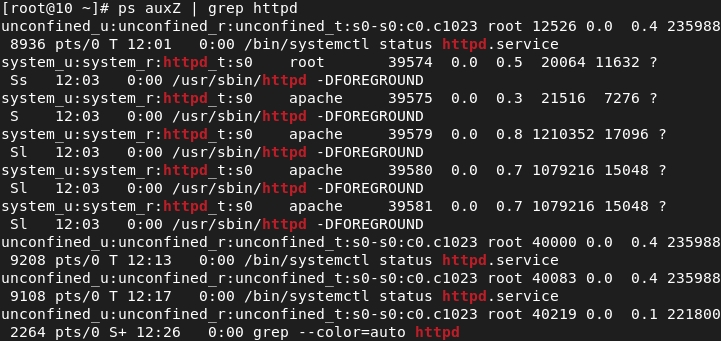 [root@10 ~]# ps auxZ | grep httpd
unconfined_u:unconfined_r:unconfined_t:s0-s0:c0.c1023 root 12526 0.0  0.4 235988
 8936 pts/0 T 12:01   0:00 /bin/systemctl status httpd.service
system_u:system_r:httpd_t:s0    root       39574  0.0  0.5  20064 11632 ?
 Ss   12:03   0:00 /usr/sbin/httpd -DFOREGROUND
system_u:system_r:httpd_t:s0    apache     39575  0.0  0.3  21516  7276 ?
 S    12:03   0:00 /usr/sbin/httpd -DFOREGROUND
system_u:system_r:httpd_t:s0    apache     39579  0.0  0.8 1210352 17096 ?
 Sl   12:03   0:00 /usr/sbin/httpd -DFOREGROUND
system_u:system_r:httpd_t:s0    apache     39580  0.0  0.7 1079216 15048 ?
 Sl   12:03   0:00 /usr/sbin/httpd -DFOREGROUND
system_u:system_r:httpd_t:s0    apache     39581  0.0  0.7 1079216 15048 ?
 Sl   12:03   0:00 /usr/sbin/httpd -DFOREGROUND
unconfined_u:unconfined_r:unconfined_t:s0-s0:c0.c1023 root 40000 0.0  0.4 235988
 9208 pts/0 T 12:13   0:00 /bin/systemctl status httpd.service
unconfined_u:unconfined_r:unconfined_t:s0-s0:c0.c1023 root 40083 0.0  0.4 235988
 9108 pts/0 T 12:17   0:00 /bin/systemctl status httpd.service
unconfined_u:unconfined_r:unconfined_t:s0-s0:c0.c1023 root 40219 0.0  0.1 221800
 2264 pts/0 S+ 12:26   0:00 grep --color=auto httpd